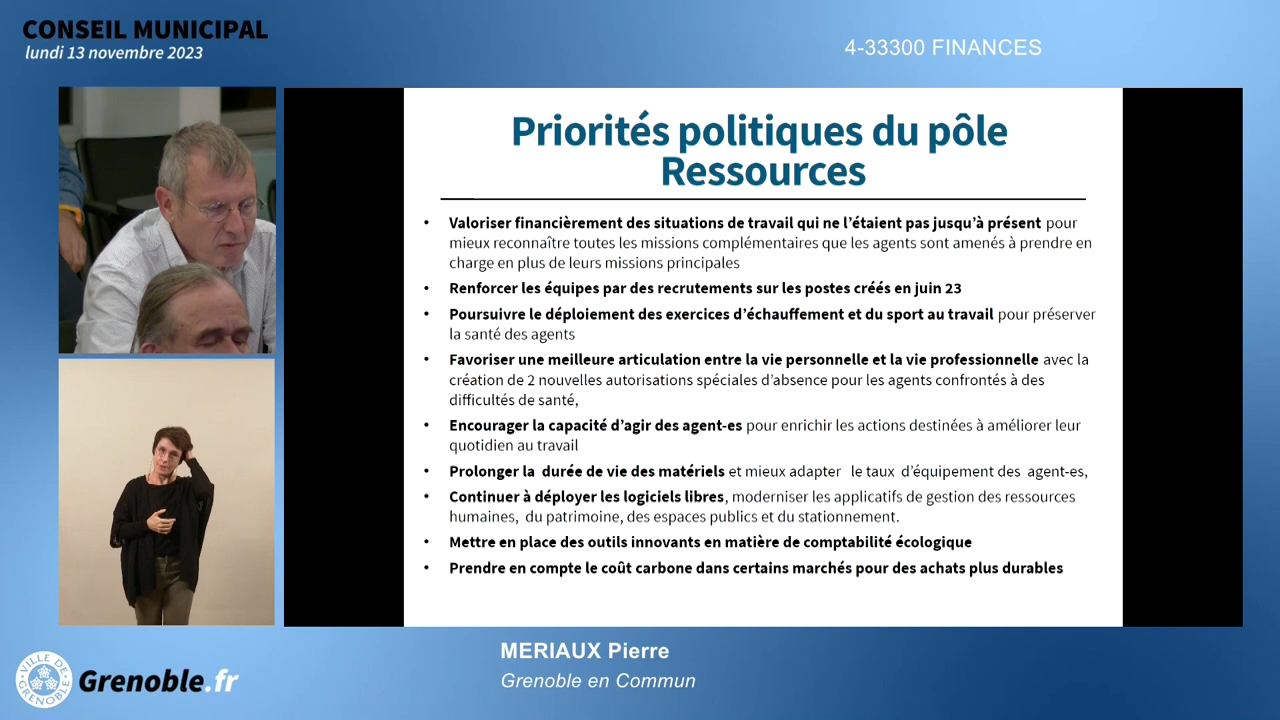 CONSEIL MUNICIPAL
lundi 13 novembre 2023
4-33300 FINANCES
Priorités politiques du pôle
Ressources
• Valoriser financièrement des situations de travail qui ne l’étaient pas jusqu’à présent pour
mieux reconnaître toutes les missions complémentaires que les agents sont amenés à prendre en
charge en plus de leurs missions principales
• Renforcer les équipes par des recrutements sur les postes créés en juin 23
• Poursuivre le déploiement des exercices d’échauffement et du sport au travail pour préserver
la santé des agents
• Favoriser une meilleure articulation entre la vie personnelle et la vie professionnelle avec la
création de 2 nouvelles autorisations spéciales d’absence pour les agents confrontés à des
difficultés de santé,
• Encourager la capacité d’agir des agent-es pour enrichir les actions destinées à améliorer leur
quotidien au travail
• Prolonger la durée de vie des matériels et mieux adapter le taux d’équipement des agent-es,
• Continuer à déployer les logiciels libres, moderniser les applicatifs de gestion des ressources
humaines, du patrimoine, des espaces publics et du stationnement.
• Mettre en place des outils innovants en matière de comptabilité écologique
• Prendre en compte le coût carbone dans certains marchés pour des achats plus durables
MERIAUX Pierre
Grenoble en Commun
VILLE DE
GRENOBLE
Grenoble.fr